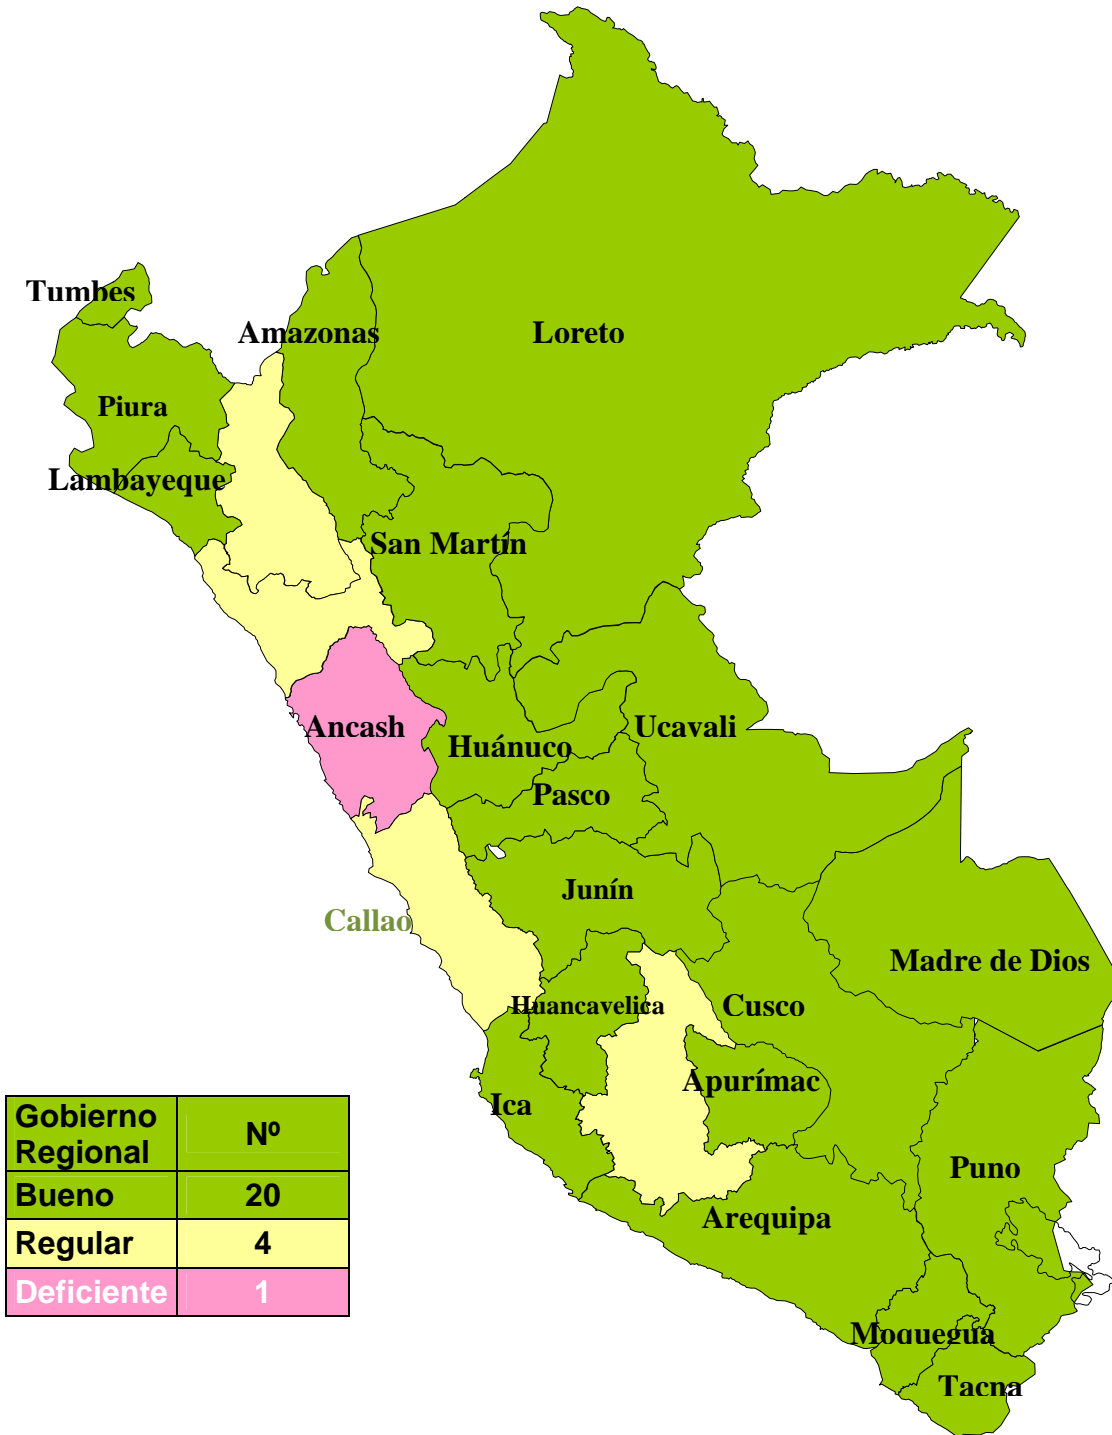 Tumbes
Amazonas
Loreto
Piura
Lambayeque
San Martín
Ancash
Ucayali
Huánuco
Pasco
Junín
Callao
Madre de Dios
Huancavelica
Cusco
Apurímac
Ica
Puno
Arequipa
Moquegua
Tacna
Gobierno Regional Nº
Bueno 20
Regular 4
Deficiente 1